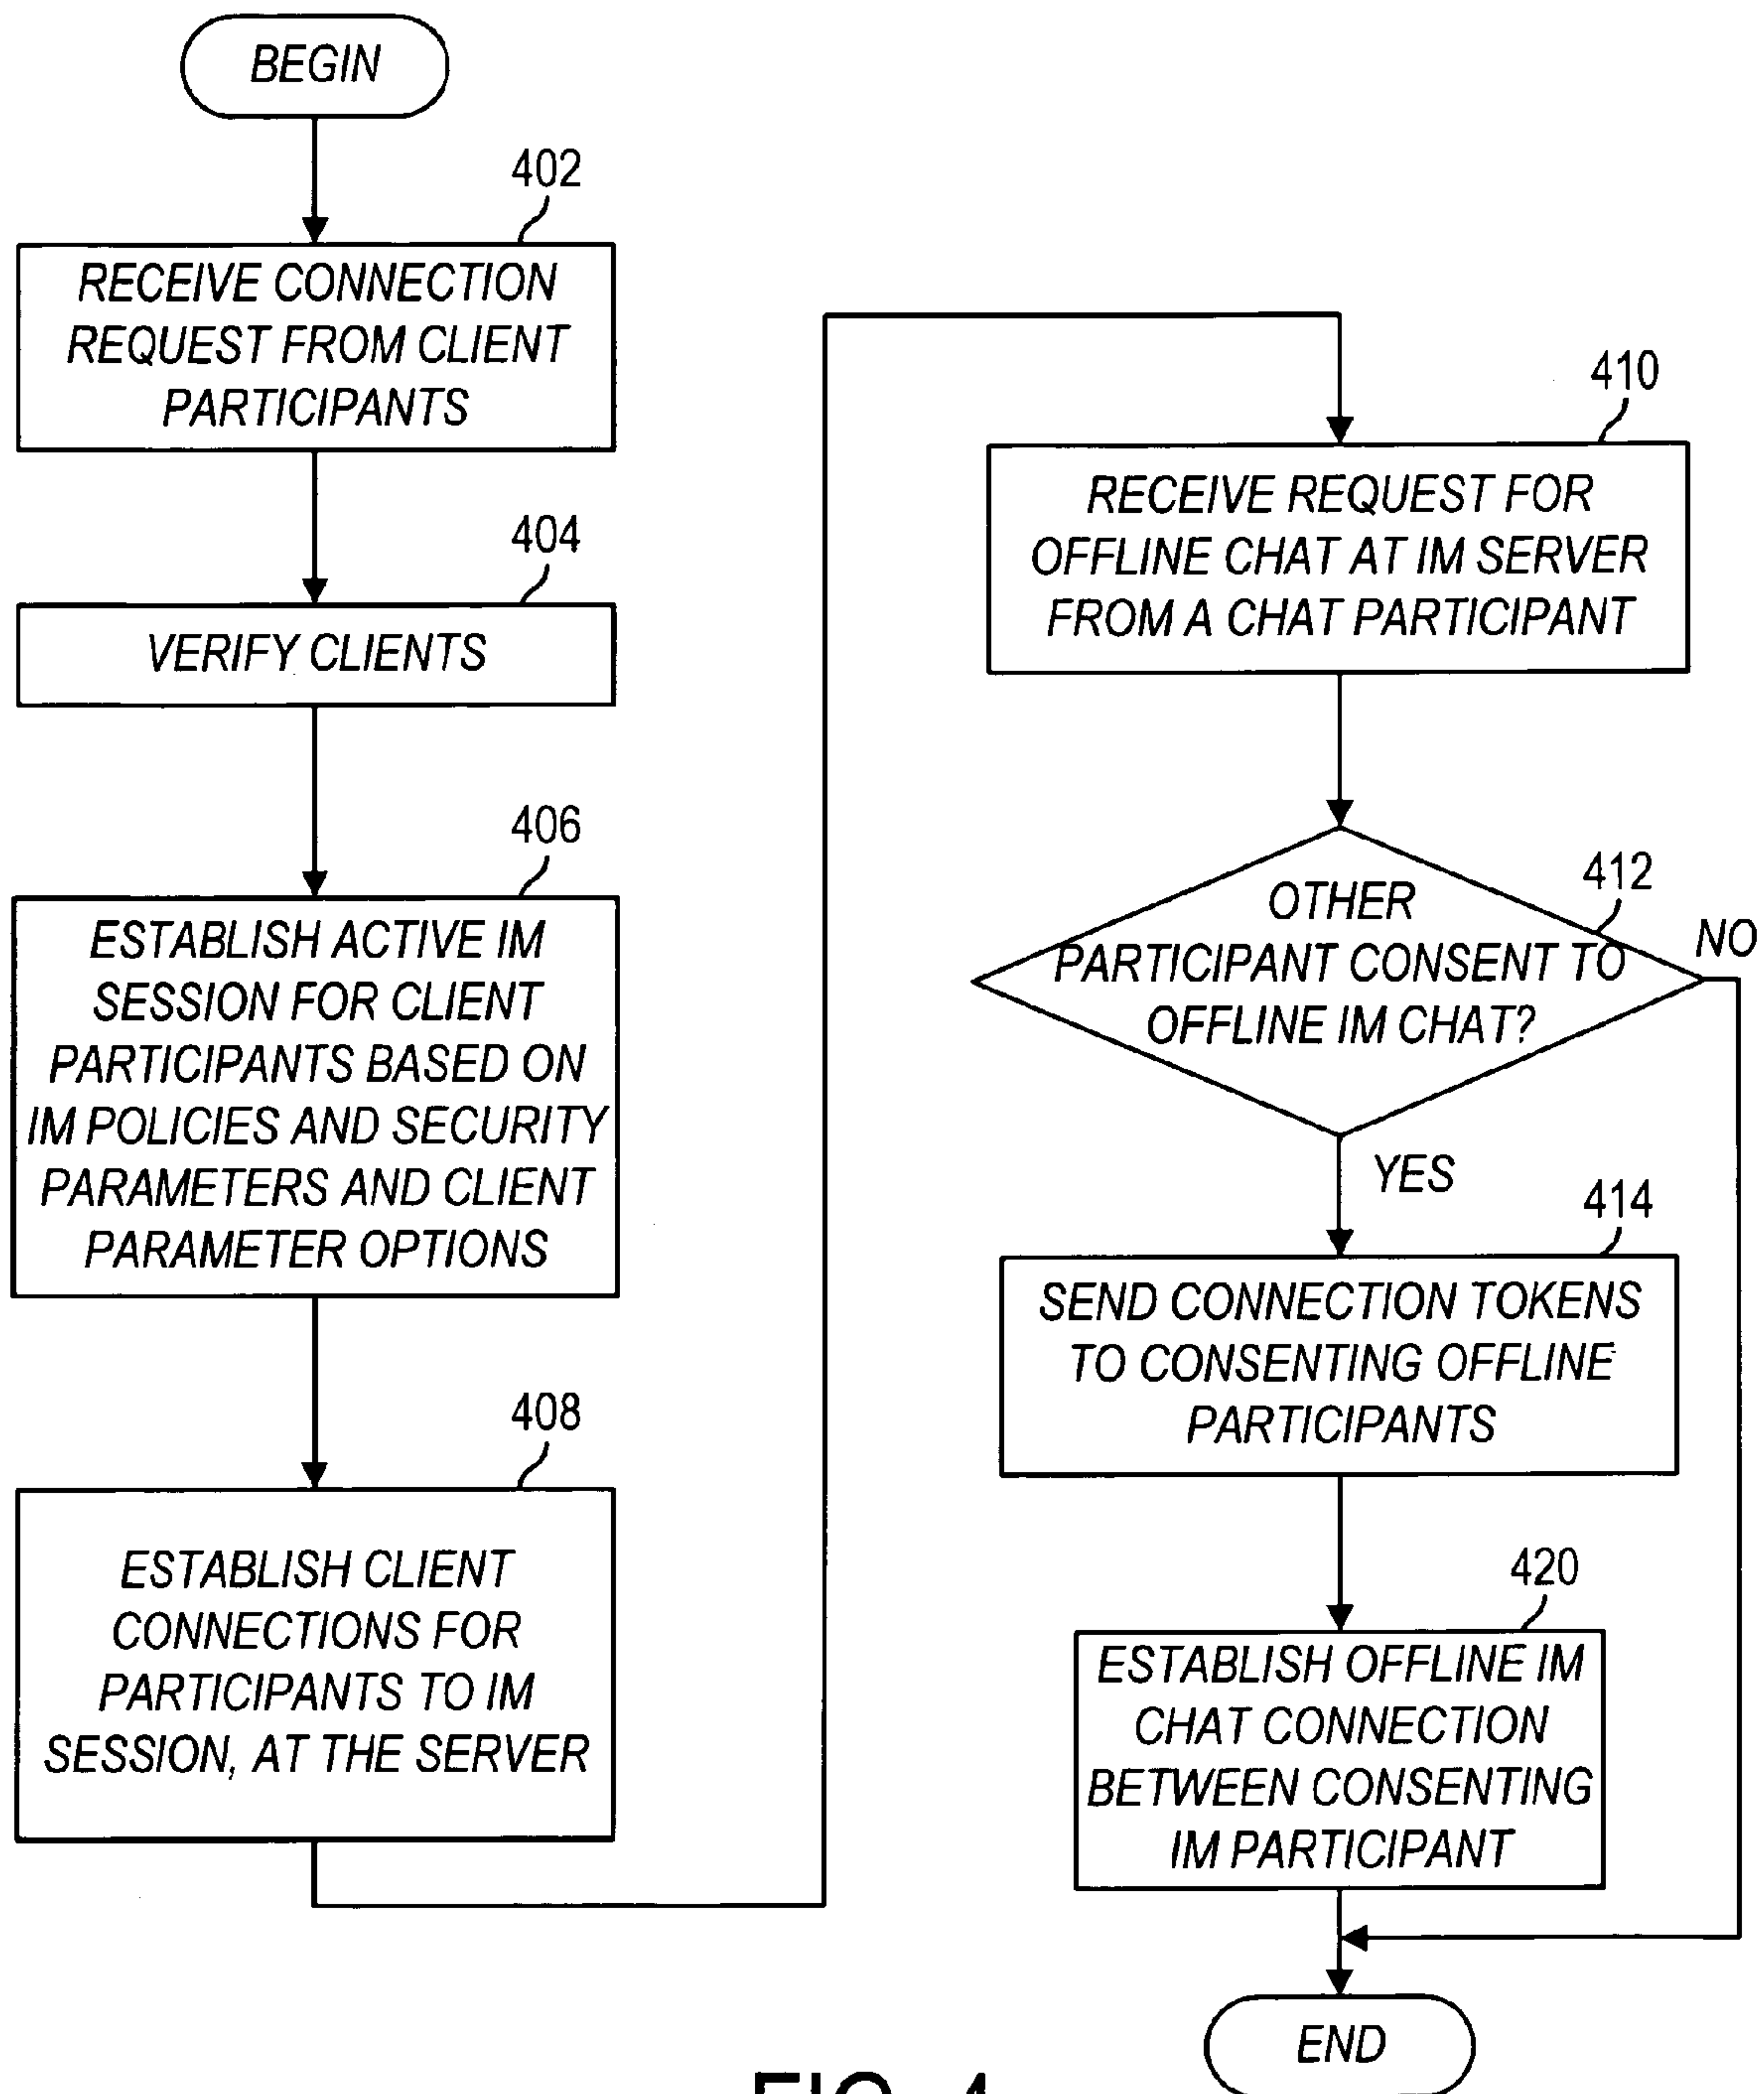 BEGIN
402
RECEIVE CONNECTION
REQUEST FROM CLIENT
PARTICIPANTS
404
VERIFY CLIENTS
406
ESTABLISH ACTIVE IM
SESSION FOR CLIENT
PARTICIPANTS BASED ON
IM POLICIES AND SECURITY
PARAMETERS AND CLIENT
PARAMETER OPTIONS
408
ESTABLISH CLIENT
CONNECTIONS FOR
PARTICIPANTS TO IM
SESSION, AT THE SERVER
410
RECEIVE REQUEST FOR
OFFLINE CHAT AT IM SERVER
FROM A CHAT PARTICIPANT
412
OTHER
PARTICIPANT CONSENT TO
OFFLINE IM CHAT?
NO
YES
414
SEND CONNECTION TOKENS
TO CONSENTING OFFLINE
PARTICIPANTS
420
ESTABLISH OFFLINE IM
CHAT CONNECTION
BETWEEN CONSENTING
IM PARTICIPANT
END
FIG. 4